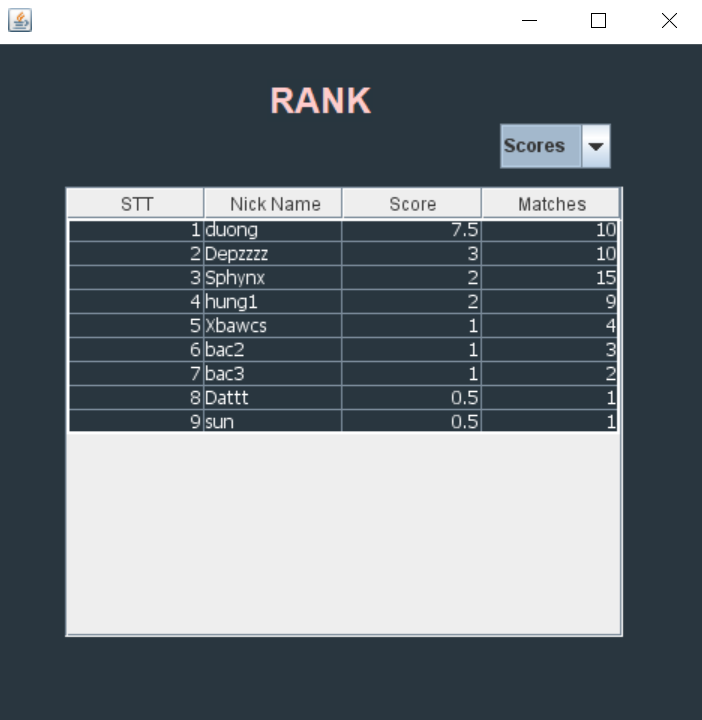 RANK
Scores
STT Nick Name Score Matches
1 duong 7.5 10
2 Depzzzz 3 10
3 Sphynx 2 15
4 hung1 2 9
5 Xbawcs 1 4
6 bac2 1 3
7 bac3 1 2
8 Dattt 0.5 1
9 sun 0.5 1